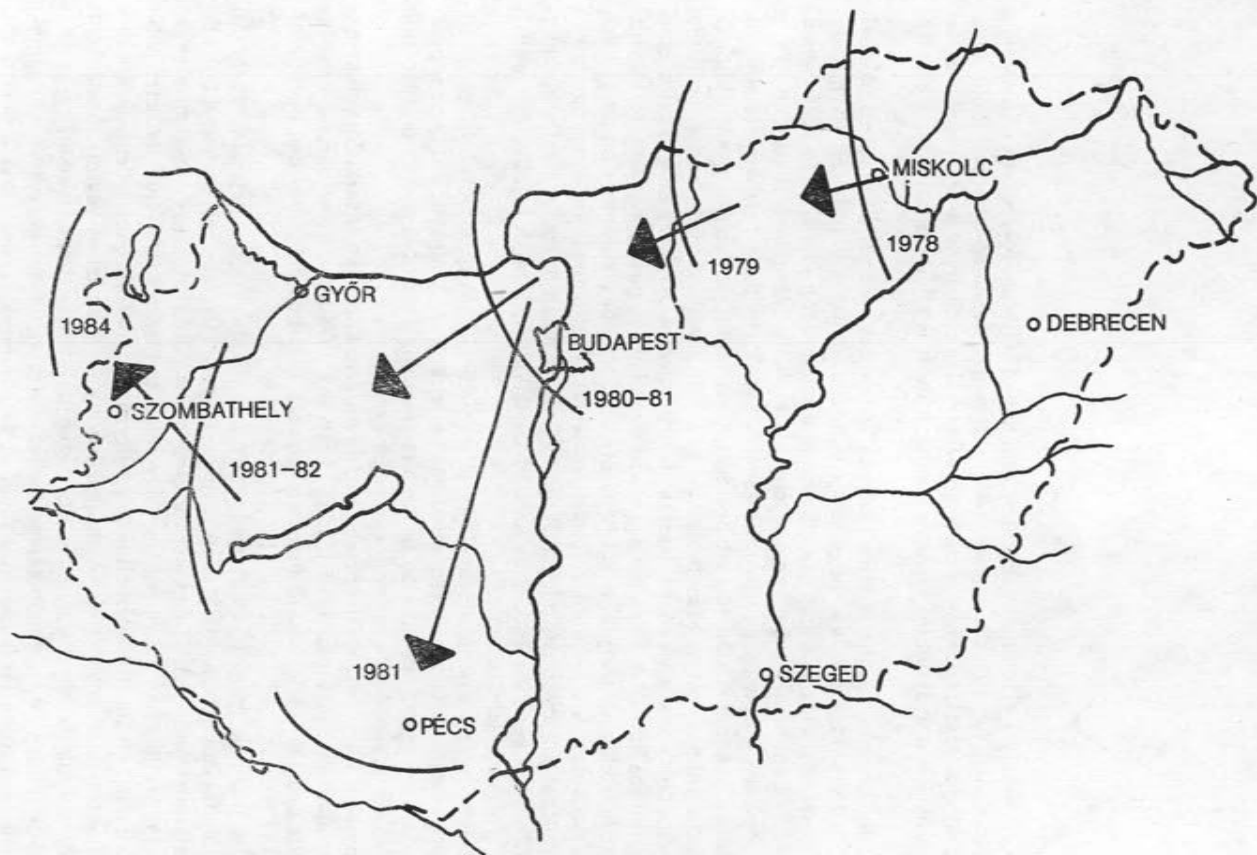 MISKOLC
1978
1979
GYŐR
1984
BUDAPEST
DEBRECEN
1980–81
SZOMBATHELY
1981–82
1981
SZEGED
PÉCS